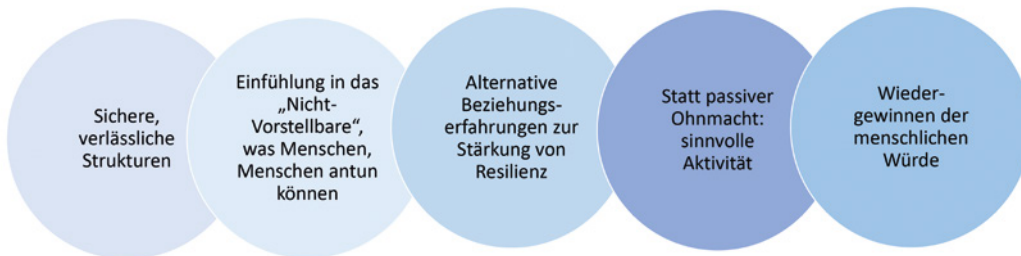 Sichere,
verlässliche
Strukturen
Einfühlung in das
„Nicht-
Vorstellbare“,
was Menschen,
Menschen antun
können
Alternative
Beziehungs-
erfahrungen zur
Stärkung von
Resilienz
Statt passiver
Ohnmacht:
sinnvolle
Aktivität
Wieder-
gewinnen der
menschlichen
Würde